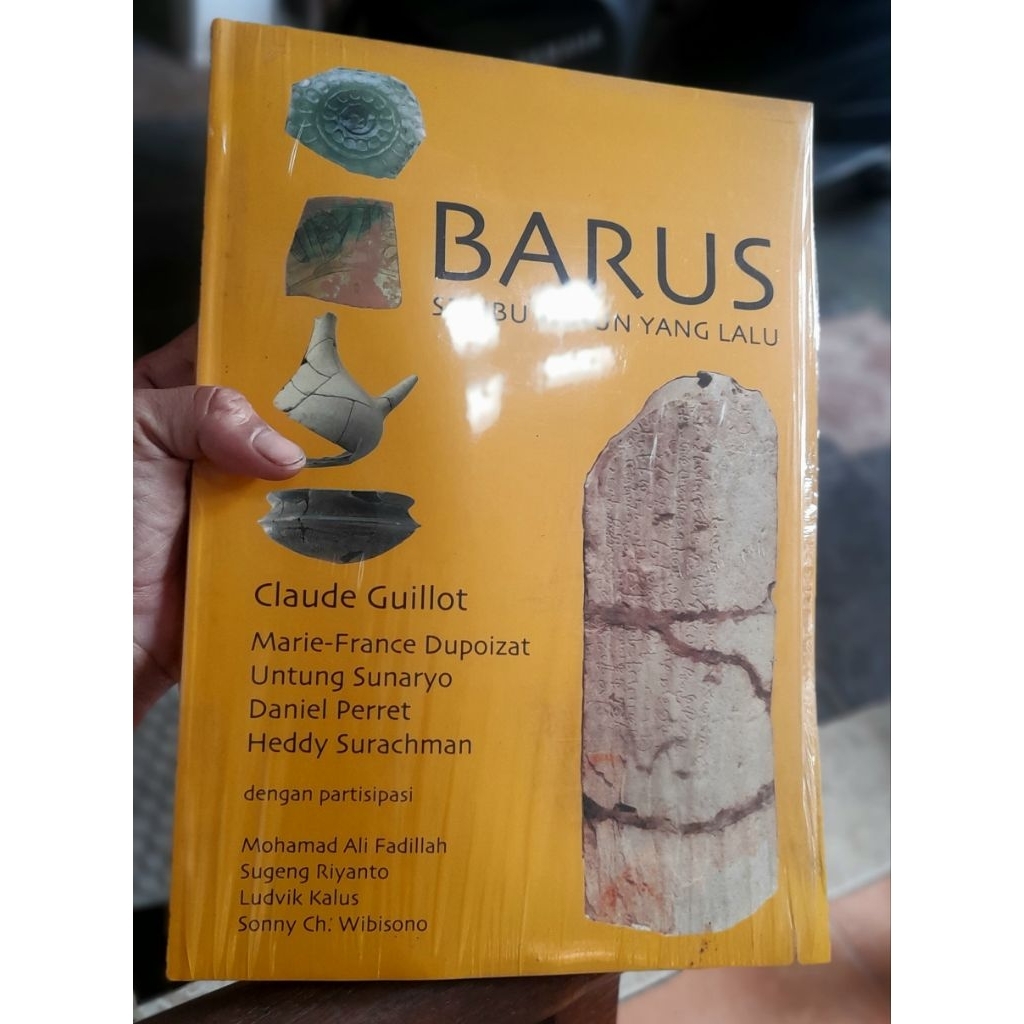 BARUS
YANG LALU
Claude Guillot
Marie-France Dupoizat
Untung Sunaryo
Daniel Perret
Heddy Surachman
dengan partisipasi
Mohamad Ali Fadillah
Sugeng Riyanto
Ludvik Kalus
Sonny Ch. Wibisono